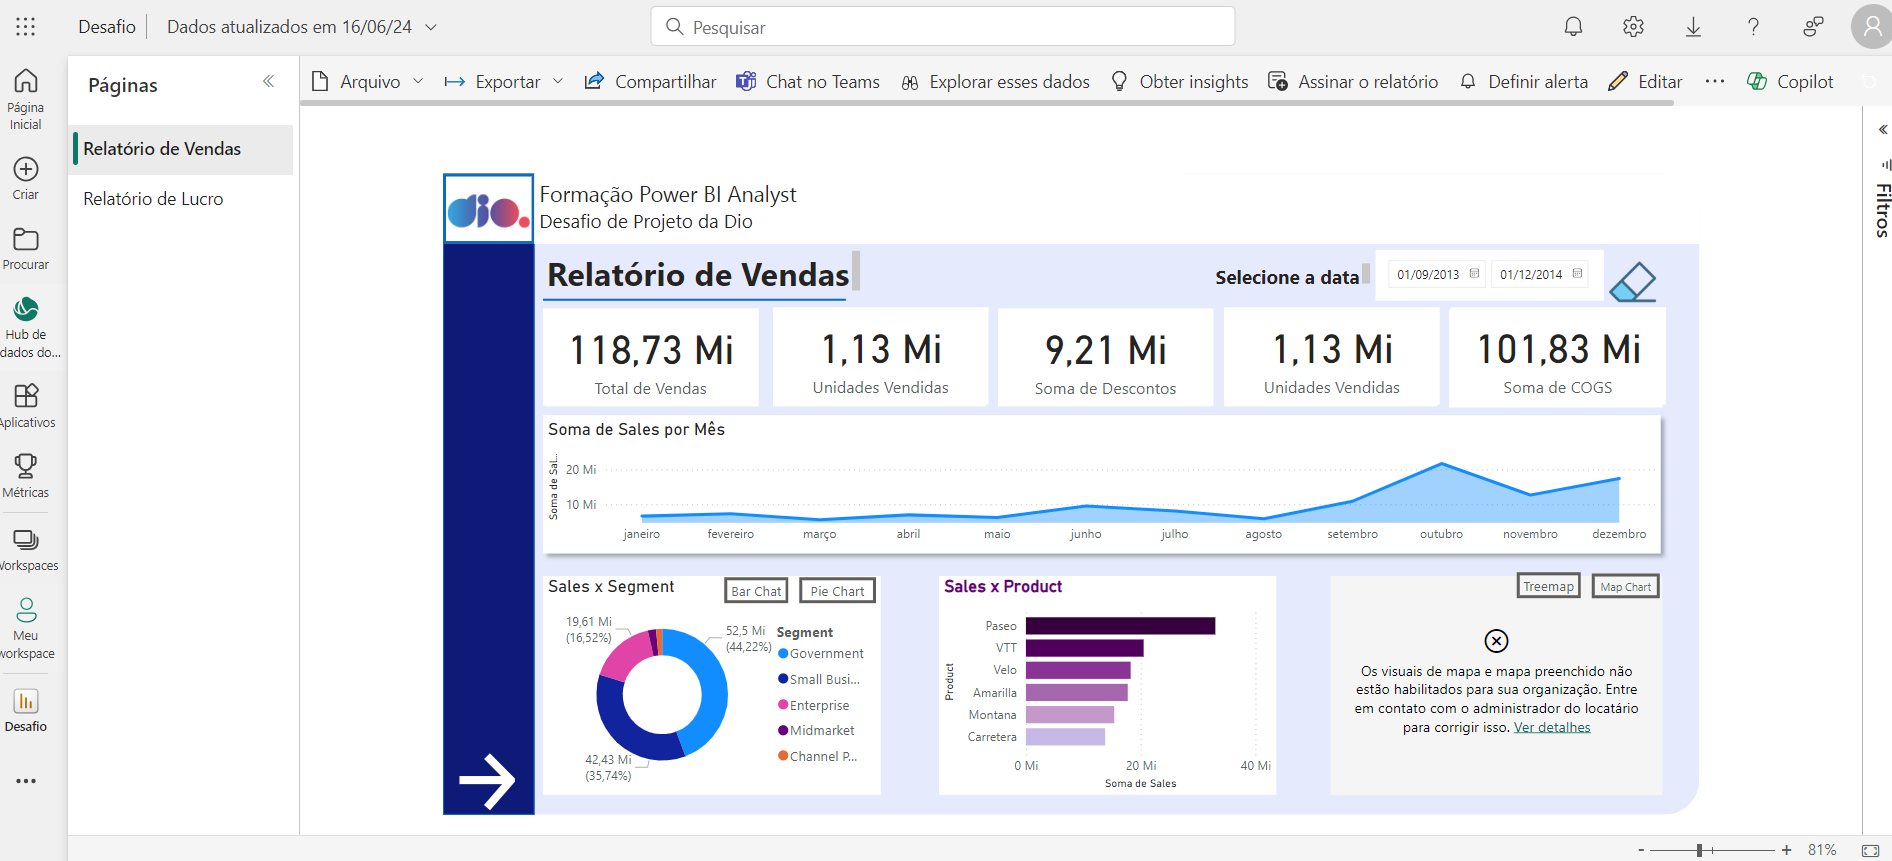 Desafio
Dados atualizados em 16/06/24
Pesquisar
Página
Inicial
Criar
Procurar
Hub de
dados do...
Aplicativos
Métricas
Workspaces
Meu
workspace
Desafio
Páginas
Relatório de Vendas
Relatório de Lucro
Arquivo
Exportar
Compartilhar
Chat no Teams
Explorar esses dados
Obter insights
Assinar o relatório
Definir alerta
Editar
Copilot
Filtros
dio.
Formação Power BI Analyst
Desafio de Projeto da Dio
Relatório de Vendas
Selecione a data
01/09/2013
01/12/2014
118,73 Mi
Total de Vendas
1,13 Mi
Unidades Vendidas
9,21 Mi
Soma de Descontos
1,13 Mi
Unidades Vendidas
101,83 Mi
Soma de COGS
Soma de Sales por Mês
Soma de Sal...
20 Mi
10 Mi
janeiro
fevereiro
março
abril
maio
junho
julho
agosto
setembro
outubro
novembro
dezembro
Sales x Segment
Bar Chat
Pie Chart
19,61 Mi
(16,52%)
52,5 Mi
(44,22%)
42,43 Mi
(35,74%)
Segment
Government
Small Busi...
Enterprise
Midmarket
Channel P...
Sales x Product
Product
Paseo
VTT
Velo
Amarilla
Montana
Carretera
0 Mi
20 Mi
40 Mi
Soma de Sales
Treemap
Map Chart
Os visuais de mapa e mapa preenchido não
estão habilitados para sua organização. Entre
em contato com o administrador do locatário
para corrigir isso. Ver detalhes
- + 81%